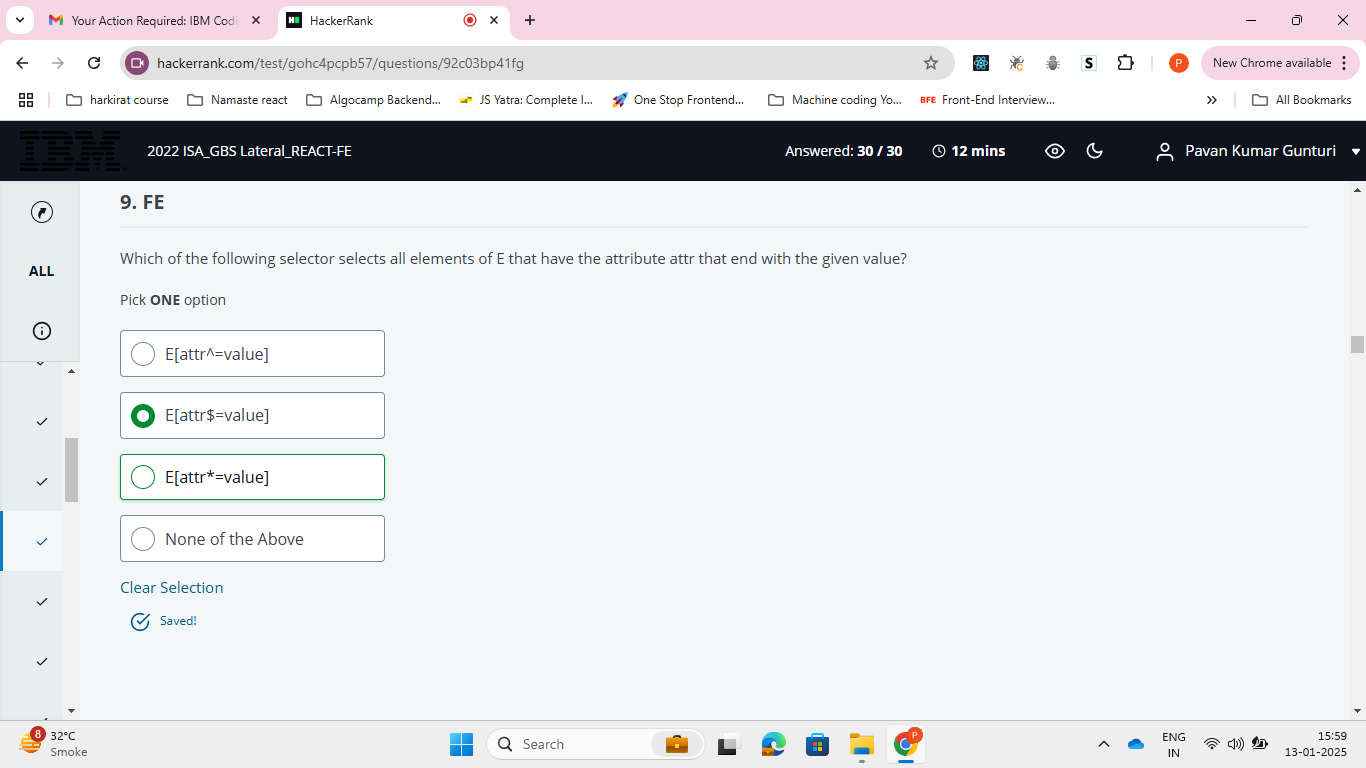 Your Action Required: IBM Codi
HackerRank
hackerrank.com/test/gohc4pcpb57/questions/92c03bp41fg
S
P
New Chrome available
harkirat course
Namaste react
Algocamp Backend...
JS Yatra: Complete I...
One Stop Frontend...
Machine coding Yo...
BFE Front-End Interview...
All Bookmarks
IBM
2022 ISA_GBS Lateral_REACT-FE
Answered: 30 / 30
12 mins
Pavan Kumar Gunturi
ALL
9. FE
Which of the following selector selects all elements of E that have the attribute attr that end with the given value?
Pick ONE option
E[attr^=value]
E[attr$=value]
E[attr*=value]
None of the Above
Clear Selection
Saved!
8
32°C
Smoke
Search
P
ENG
IN
15:59
13-01-2025